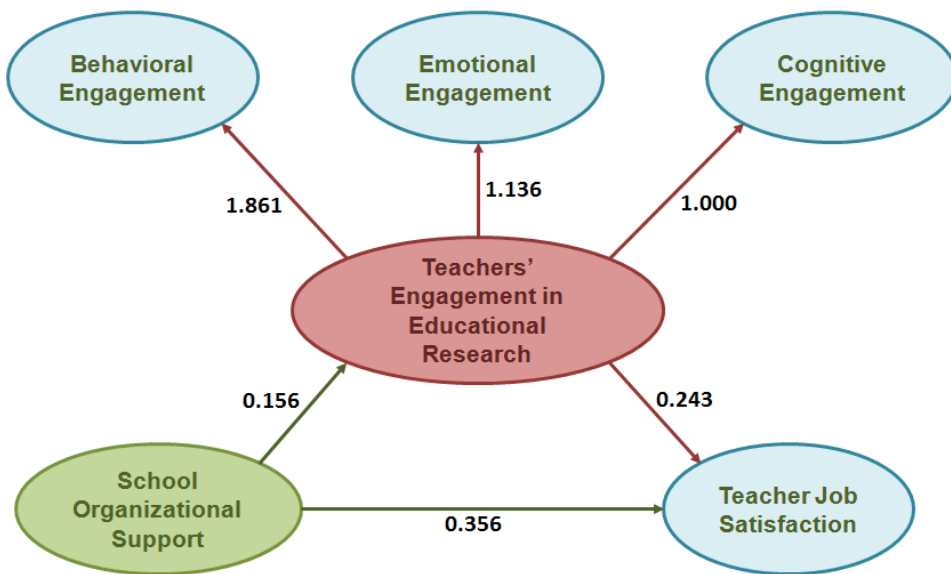 Behavioral
Engagement
Emotional
Engagement
Cognitive
Engagement
1.861
1.136
1.000
Teachers’
Engagement in
Educational
Research
0.156
0.243
School
Organizational
Support
0.356
Teacher Job
Satisfaction